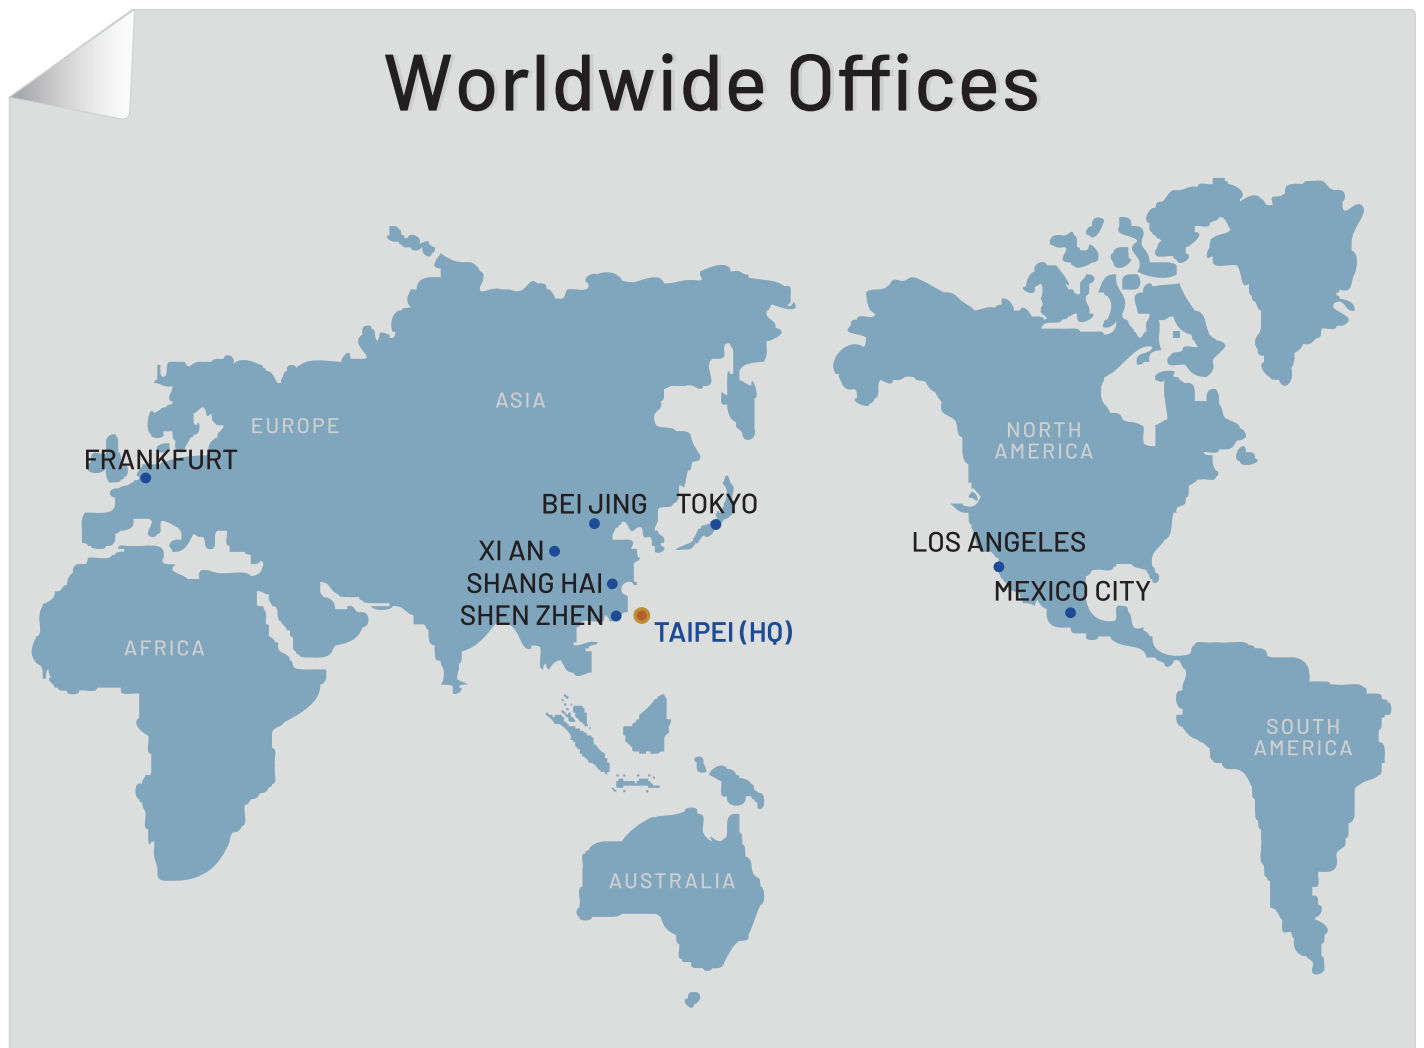 Worldwide Offices
ASIA
EUROPE
NORTH
AMERICA
FRANKFURT
BEI JING
TOKYO
LOS ANGELES
XI AN
SHANG HAI
MEXICO CITY
SHEN ZHEN
TAIPEI (HQ)
AFRICA
SOUTH
AMERICA
AUSTRALIA